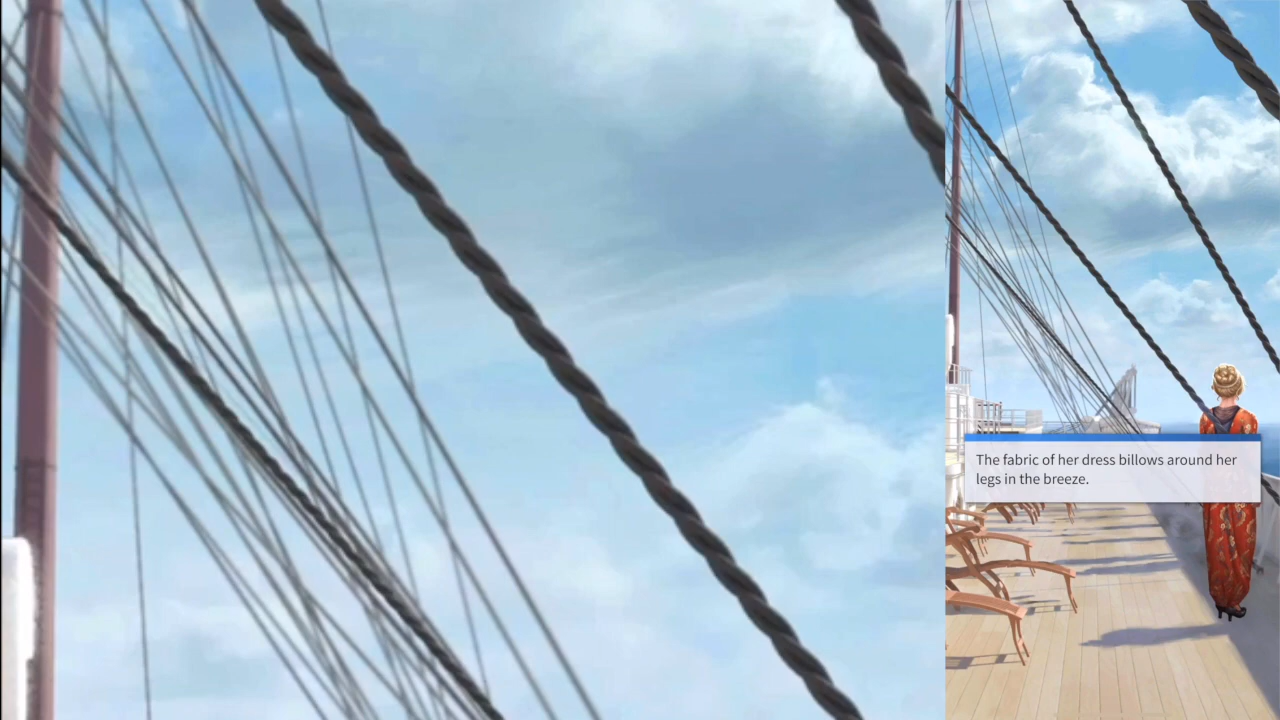 The fabric of her dress billows around her
legs in the breeze.